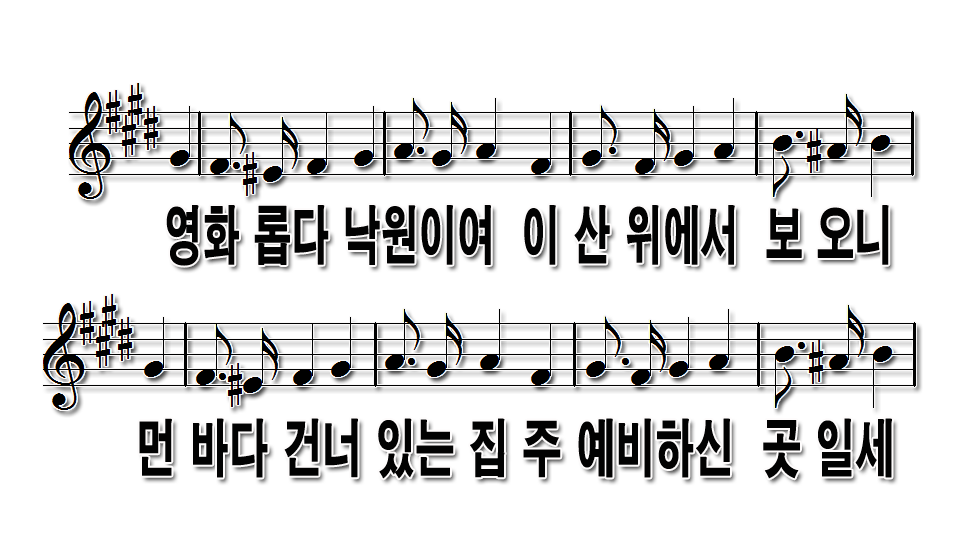 영화 롭다 낙원이여 이 산 위에서 보 오니
먼 바다 건너 있는 집 주 예비하신 곳 일세